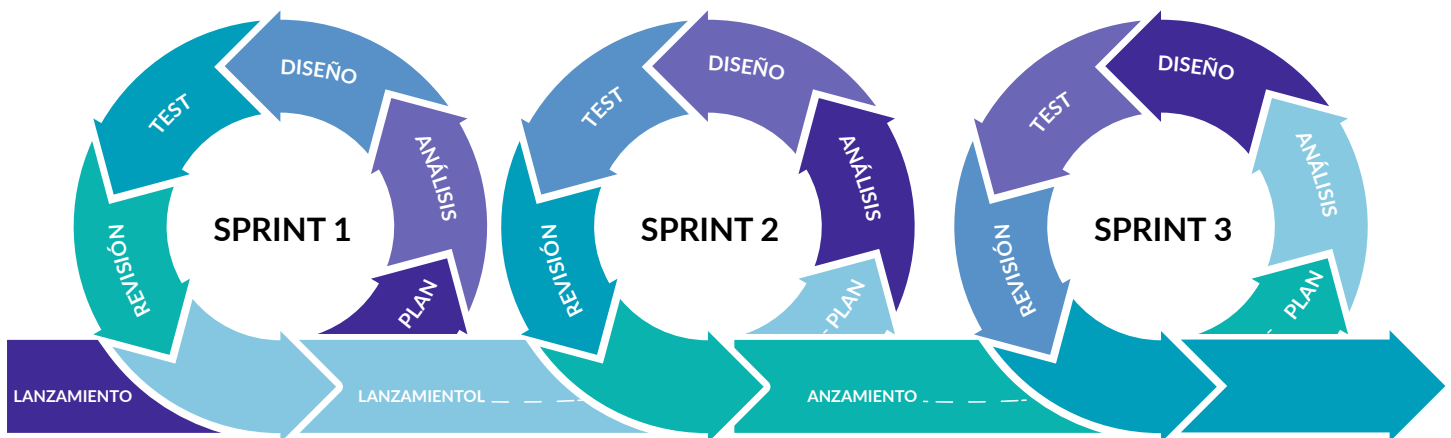 DISEÑO
TEST
ANÁLISIS
SPRINT 1
REVISIÓN
PLAN
LANZAMIENTO
DISEÑO
TEST
ANÁLISIS
SPRINT 2
REVISIÓN
PLAN
LANZAMIENTOL
DISEÑO
TEST
ANÁLISIS
SPRINT 3
REVISIÓN
PLAN
ANZAMIENTO